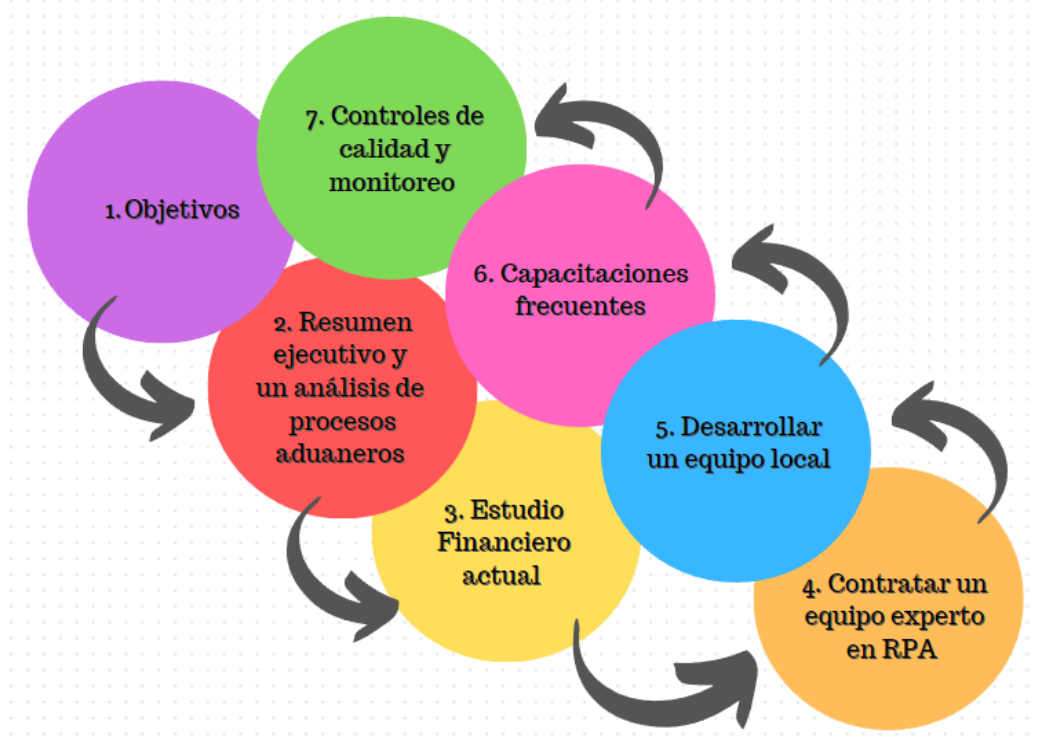 1. Objetivos
2. Resumen
ejecutivo y
un análisis de
procesos
aduaneros
3. Estudio
Financiero
actual
4. Contratar un
equipo experto
en RPA
5. Desarrollar
un equipo local
6. Capacitaciones
frecuentes
7. Controles de
calidad y
monitoreo